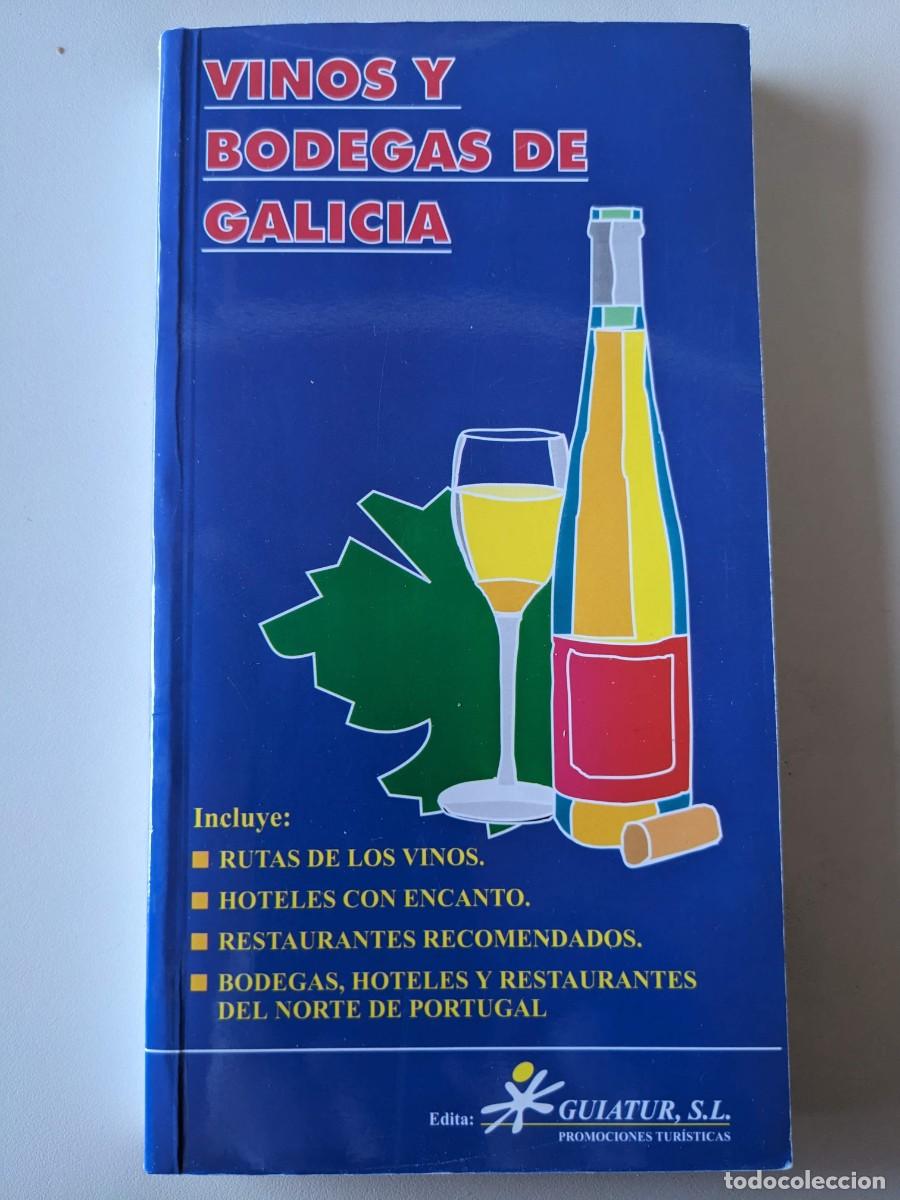 VINOS Y
BODEGAS DE
GALICIA
Incluye:
RUTAS DE LOS VINOS.
HOTELES CON ENCANTO.
RESTAURANTES RECOMENDADOS.
BODEGAS, HOTELES Y RESTAURANTES
DEL NORTE DE PORTUGAL
Edita: GUIATUR, S.L.
PROMOCIONES TURÍSTICAS
todocoleccion